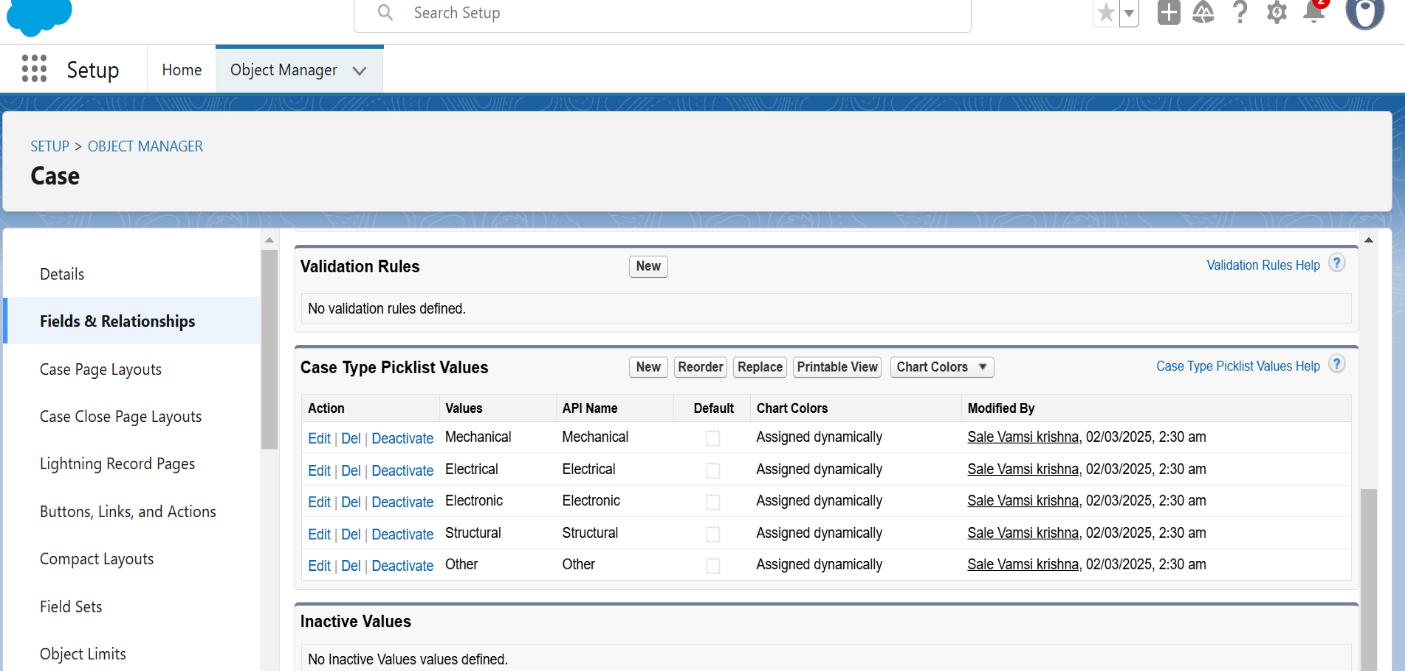 Search Setup
2
Setup
Home
Object Manager
SETUP > OBJECT MANAGER
Case
Details
Fields & Relationships
Case Page Layouts
Case Close Page Layouts
Lightning Record Pages
Buttons, Links, and Actions
Compact Layouts
Field Sets
Object Limits
Validation Rules New Validation Rules Help ?
No validation rules defined.
Case Type Picklist Values New Reorder Replace Printable View Chart Colors ▼ Case Type Picklist Values Help ?
Action Values API Name Default Chart Colors Modified By
Edit | Del | Deactivate Mechanical Mechanical Assigned dynamically Sale Vamsi krishna, 02/03/2025, 2:30 am
Edit | Del | Deactivate Electrical Electrical Assigned dynamically Sale Vamsi krishna, 02/03/2025, 2:30 am
Edit | Del | Deactivate Electronic Electronic Assigned dynamically Sale Vamsi krishna, 02/03/2025, 2:30 am
Edit | Del | Deactivate Structural Structural Assigned dynamically Sale Vamsi krishna, 02/03/2025, 2:30 am
Edit | Del | Deactivate Other Other Assigned dynamically Sale Vamsi krishna, 02/03/2025, 2:30 am
Inactive Values
No Inactive Values values defined.